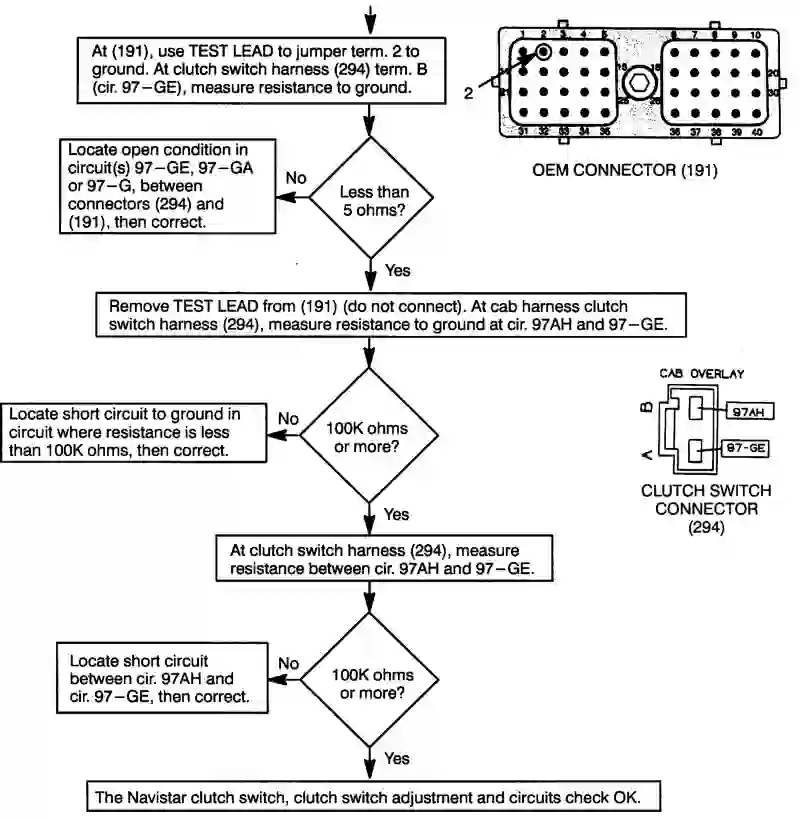 At (191), use TEST LEAD to jumper term. 2 to
ground. At clutch switch harness (294) term. B
(cir. 97–GE), measure resistance to ground.
1 2 3 4 5 6 7 8 9 10
15 16
11 20
21 25 26 30
31 32 33 34 35 36 37 38 39 40
2
OEM CONNECTOR (191)
Locate open condition in
circuit(s) 97–GE, 97–GA
or 97–G, between
connectors (294) and
(191), then correct.
No
Less than
5 ohms?
Yes
Remove TEST LEAD from (191) (do not connect). At cab harness clutch
switch harness (294), measure resistance to ground at cir. 97AH and 97–GE.
Locate short circuit to ground in
circuit where resistance is less
than 100K ohms, then correct.
No
100K ohms
or more?
Yes
CAB OVERLAY
B
97AH
A
97-GE
CLUTCH SWITCH
CONNECTOR
(294)
At clutch switch harness (294), measure
resistance between cir. 97AH and 97–GE.
Locate short circuit
between cir. 97AH and
cir. 97–GE, then correct.
No
100K ohms
or more?
Yes
The Navistar clutch switch, clutch switch adjustment and circuits check OK.